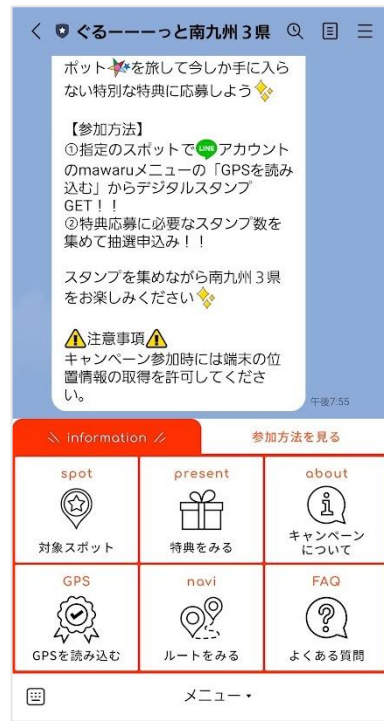 ぐるーーーっと南九州3県
ポット を旅して今しか手に入ら
ない特別な特典に応募しよう
【参加方法】
①指定のスポットでLINEアカウント
のmawaruメニューの「GPSを読み
込む」からデジタルスタンプ
GET!!
②特典応募に必要なスタンプ数を
集めて抽選申込み!!
スタンプを集めながら南九州3県
をお楽しみください
⚠注意事項⚠
キャンペーン参加時には端末の位
置情報の取得を許可してくださ
い。
午後7:55
\\ information //
参加方法を見る
spot
対象スポット
present
特典をみる
about
キャンペーン
について
GPS
GPSを読み込む
navi
ルートをみる
FAQ
よくある質問
メニュー▾